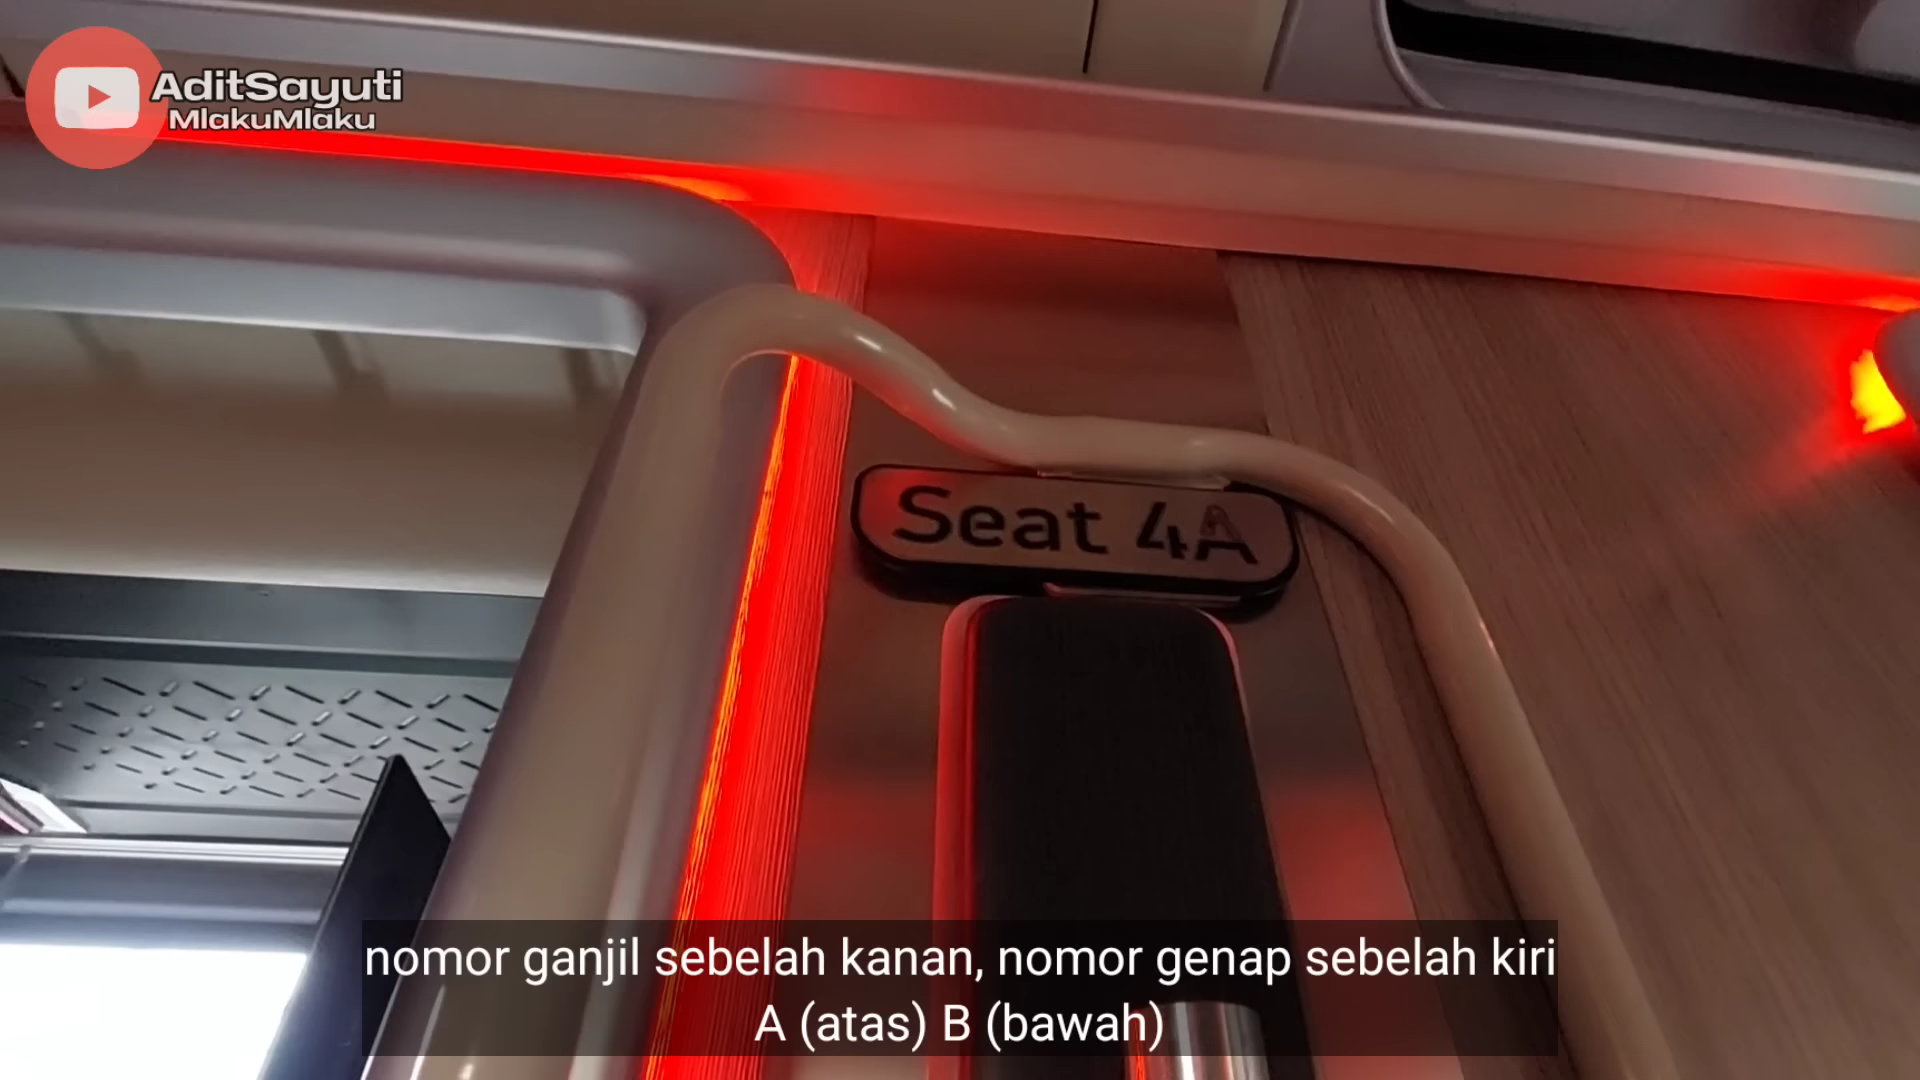 AditSayuti
MlakuMlaku
Seat 4A
nomor ganjil sebelah kanan, nomor genap sebelah kiri
A (atas) B (bawah)